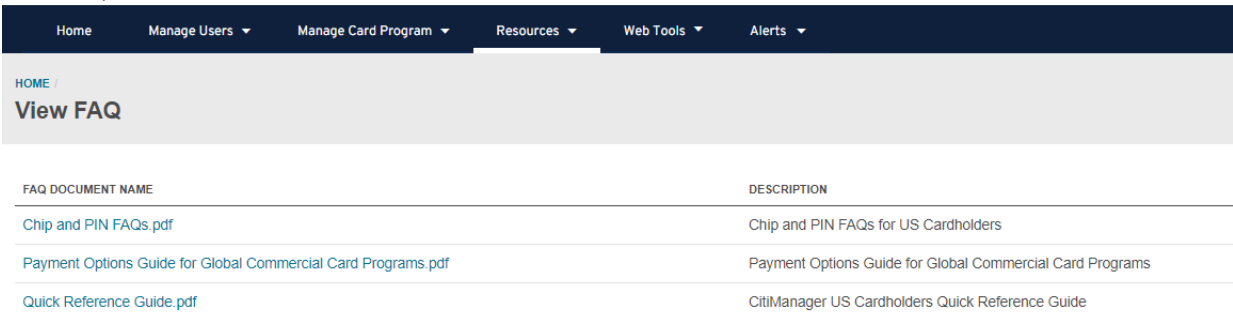 Home Manage Users Manage Card Program Resources Web Tools Alerts
HOME /
View FAQ
FAQ DOCUMENT NAME DESCRIPTION
Chip and PIN FAQs.pdf Chip and PIN FAQs for US Cardholders
Payment Options Guide for Global Commercial Card Programs.pdf Payment Options Guide for Global Commercial Card Programs
Quick Reference Guide.pdf CitiManager US Cardholders Quick Reference Guide